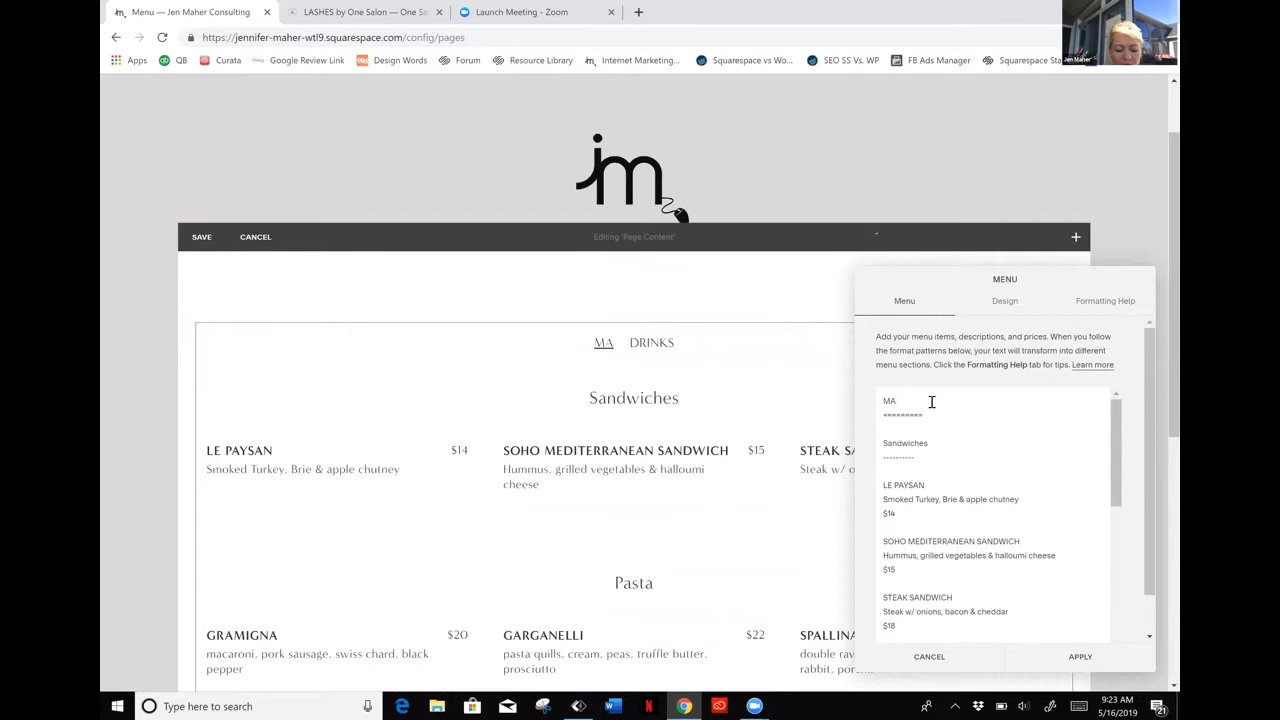 Menu — Jen Maher Consulting
LASHES by One Salon — One Sa
Launch Meeting - Zoom
https://jennifer-maher-wtl9.squarespace.com/config/pages
Apps QB Curata Google Review Link Design Words Forum Resource Library Internet Marketing... Squarespace vs Wo... SEO SS Vs. WP FB Ads Manager Squarespace Sta
Jen Maher
jm
SAVE CANCEL Editing 'Page Content' +
MENU
Menu Design Formatting Help
Add your menu items, descriptions, and prices. When you follow
the format patterns below, your text will transform into different
menu sections. Click the Formatting Help tab for tips. Learn more
MA
=========
Sandwiches
----------
LE PAYSAN
Smoked Turkey, Brie & apple chutney
$14
SOHO MEDITERRANEAN SANDWICH
Hummus, grilled vegetables & halloumi cheese
$15
STEAK SANDWICH
Steak w/ onions, bacon & cheddar
$18
CANCEL APPLY
MA DRINKS
Sandwiches
LE PAYSAN $14
Smoked Turkey, Brie & apple chutney
SOHO MEDITERRANEAN SANDWICH $15
Hummus, grilled vegetables & halloumi
cheese
STEAK SA
Steak w/ o
Pasta
GRAMIGNA $20
macaroni, pork sausage, swiss chard, black
pepper
GARGANELLI $22
pasta quills, cream, peas, truffle butter,
prosciutto
SPALLINA
double rav
rabbit, por
Type here to search
9:23 AM
5/16/2019
21